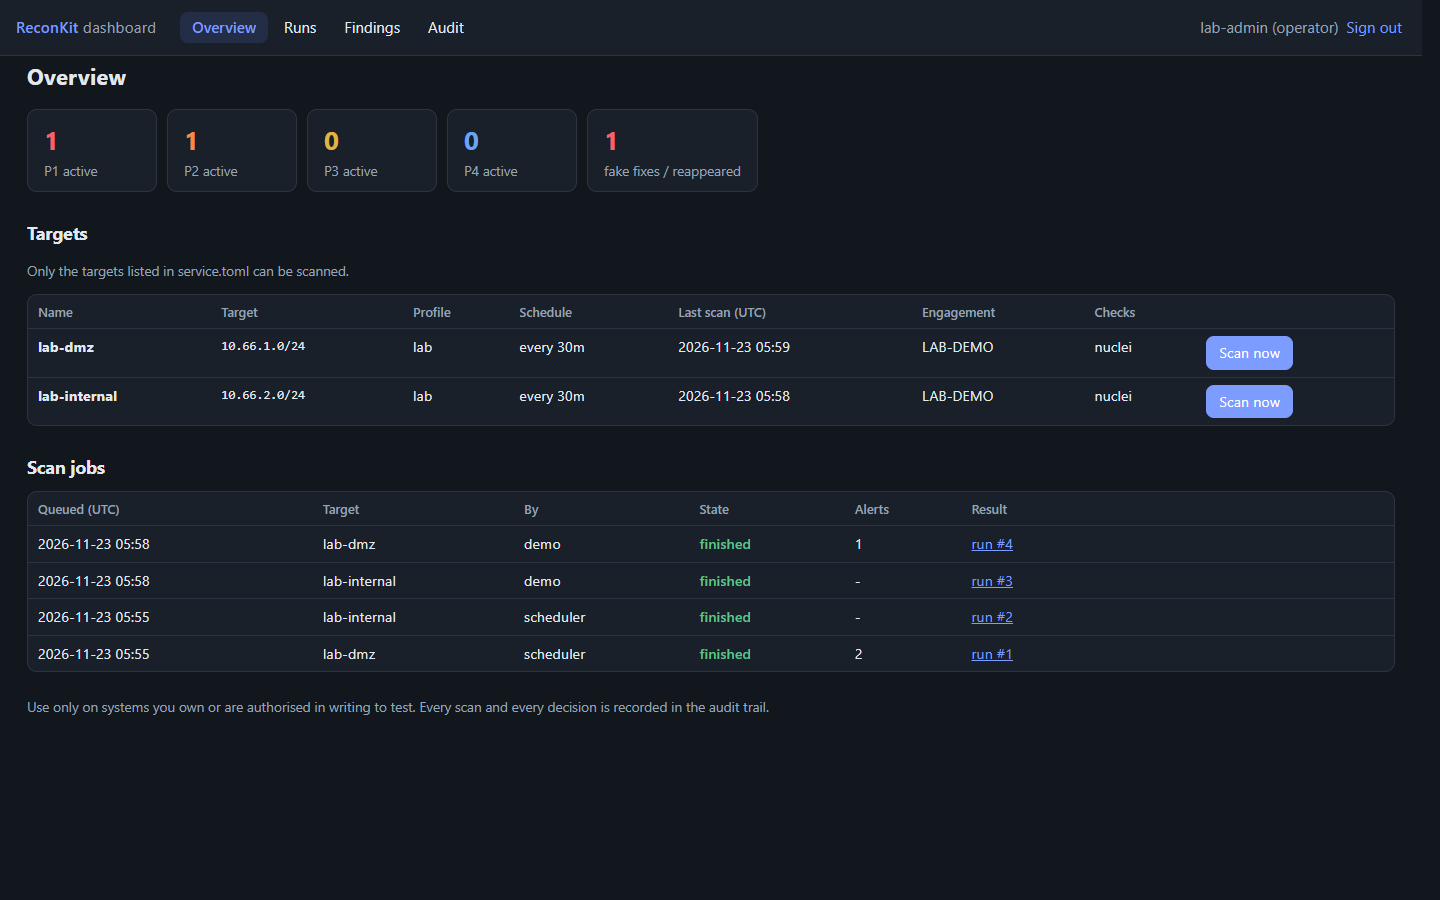 ReconKit dashboard Overview Runs Findings Audit lab-admin (operator) Sign out
Overview
1 1 0 0 1
P1 active P2 active P3 active P4 active fake fixes / reappeared
Targets
Only the targets listed in service.toml can be scanned.
Name Target Profile Schedule Last scan (UTC) Engagement Checks
lab-dmz 10.66.1.0/24 lab every 30m 2026-11-23 05:59 LAB-DEMO nuclei Scan now
lab-internal 10.66.2.0/24 lab every 30m 2026-11-23 05:58 LAB-DEMO nuclei Scan now
Scan jobs
Queued (UTC) Target By State Alerts Result
2026-11-23 05:58 lab-dmz demo finished 1 run #4
2026-11-23 05:58 lab-internal demo finished - run #3
2026-11-23 05:55 lab-internal scheduler finished - run #2
2026-11-23 05:55 lab-dmz scheduler finished 2 run #1
Use only on systems you own or are authorised in writing to test. Every scan and every decision is recorded in the audit trail.